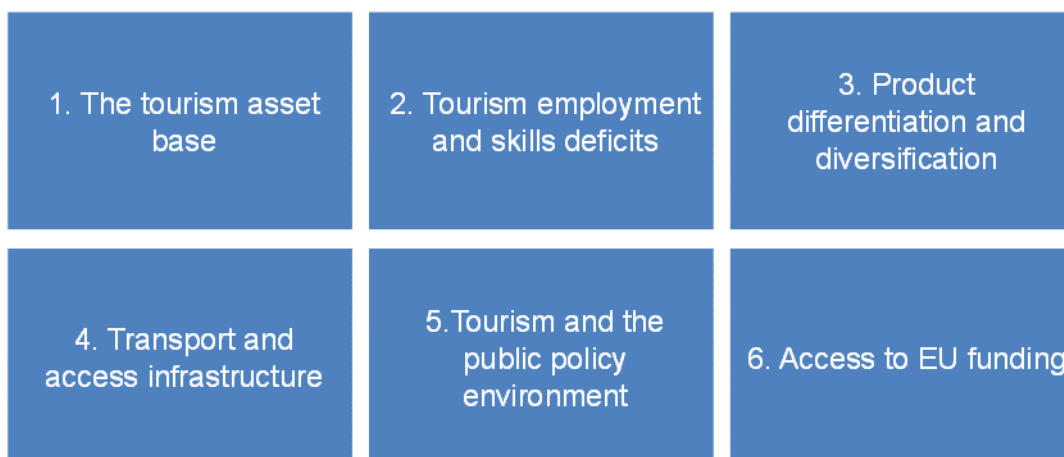 1. The tourism asset
base
2. Tourism employment
and skills deficits
3. Product
differentiation and
diversification
4. Transport and
access infrastructure
5.Tourism and the
public policy
environment
6. Access to EU funding